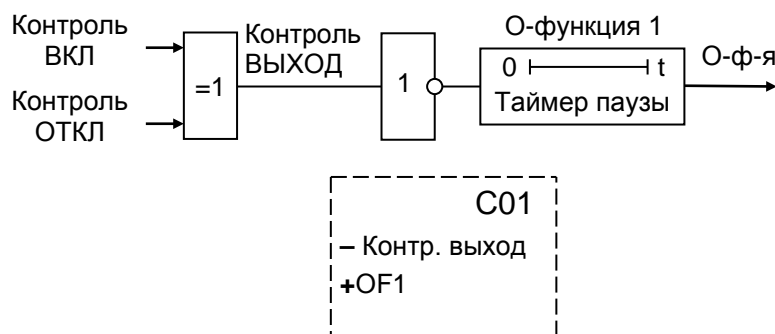 Контроль
ВКЛ
Контроль
ОТКЛ
=1
Контроль
ВЫХОД
1
О-функция 1
0 t
Таймер паузы
О-ф-я
C01
– Контр. выход
+OF1